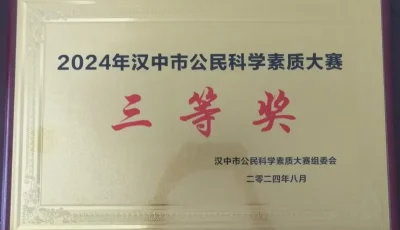 2024年汉中市公民科学素质大赛
三等奖
汉中市公民科学素质大赛组委会
二〇二四年八月